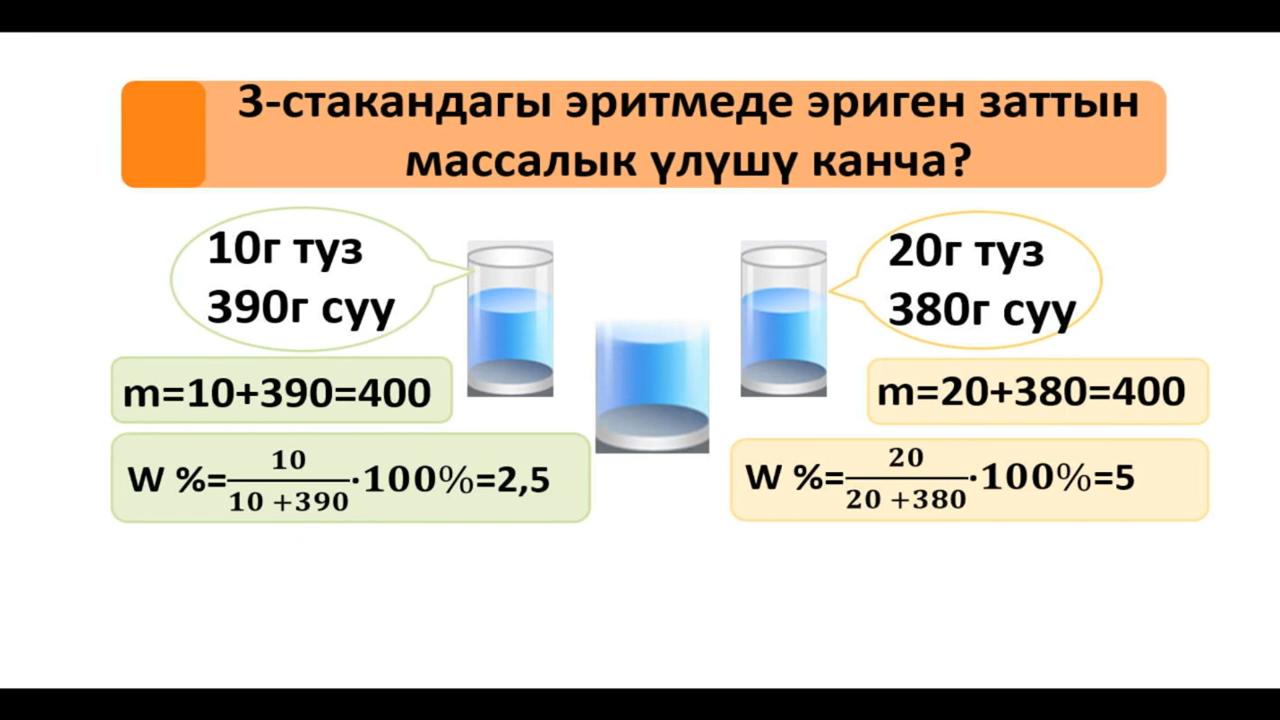 3-стакандагы эритмеде эриген заттын
массалык үлүшү канча?
10г туз
390г суу
20г туз
380г суу
m=10+390=400
m=20+380=400
W %=10/10 +390·100%=2,5
W %=20/20 +380·100%=5